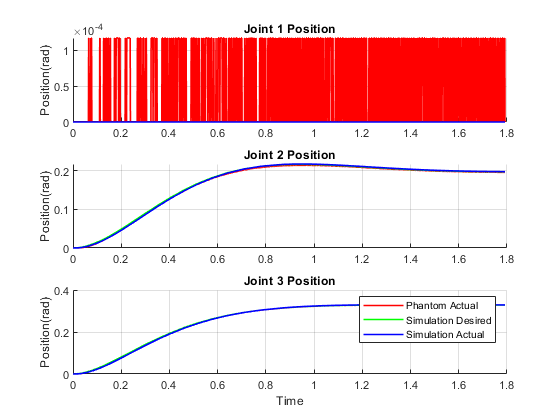 Joint 1 Position
×10-4
Position(rad)
1
0.5
0
0 0.2 0.4 0.6 0.8 1 1.2 1.4 1.6 1.8
Joint 2 Position
Position(rad)
0.2
0.1
0
0 0.2 0.4 0.6 0.8 1 1.2 1.4 1.6 1.8
Joint 3 Position
Position(rad)
0.4
0.2
0
Phantom Actual
Simulation Desired
Simulation Actual
0 0.2 0.4 0.6 0.8 1 1.2 1.4 1.6 1.8
Time